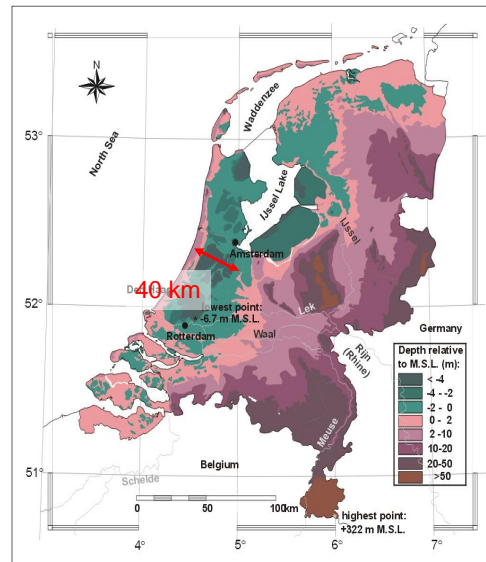 N
53°
52°
51°
North Sea
Waddenzee
IJssel Lake
IJssel
Amsterdam
40 km
lowest point:
-6.7 m M.S.L.
Rotterdam
Lek
Waal
Rijn
(Rhine)
Germany
Meuse
Belgium
Schelde
Depth relative
to M.S.L. (m):
< -4
-4 - -2
-2 - 0
0 - 2
2 -10
10-20
20-50
>50
0 50 100km
highest point:
+322 m M.S.L.
4° 5° 6° 7°